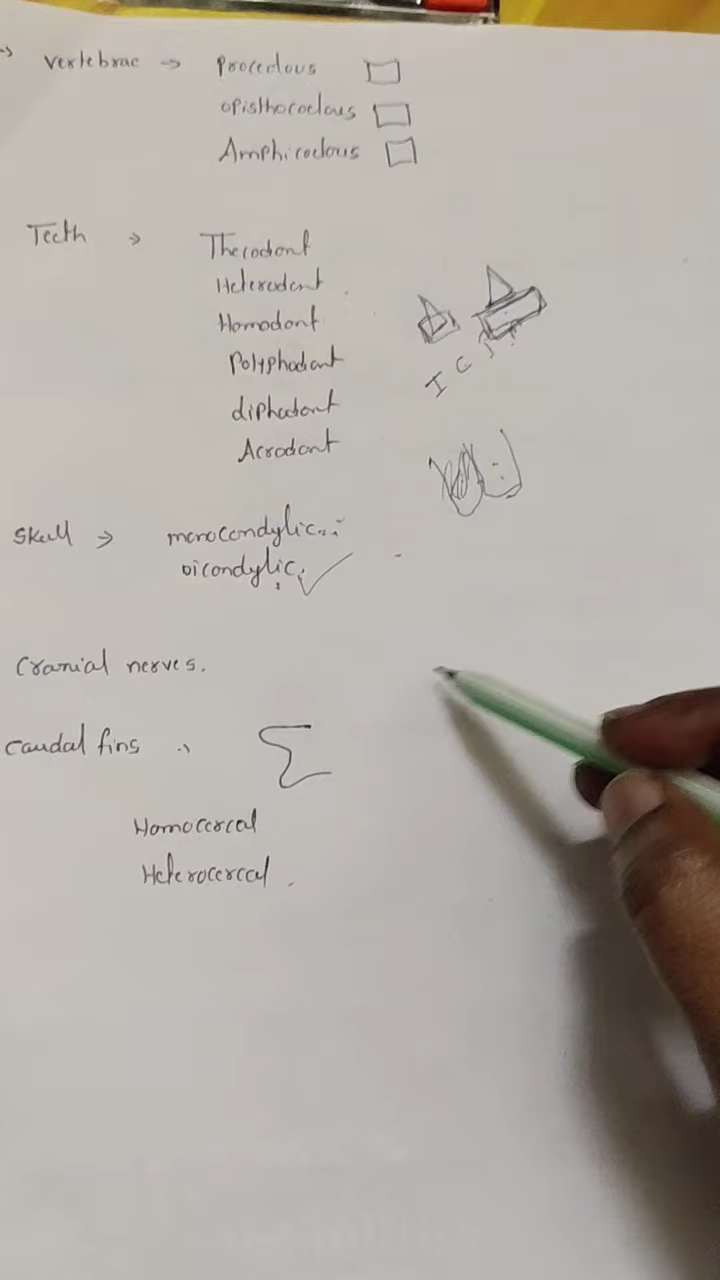 → Vertebrae → Procoelous
opisthocoelous
Amphicoelous
Teeth → Thecodont
Heterodont
Homodont
Polyphodont
diphodont
Acrodont
I C
Skull → monocondylic..
Dicondylic. ✓
Cranial nerves.
Caudal fins →
Homocercal
Heterocercal.